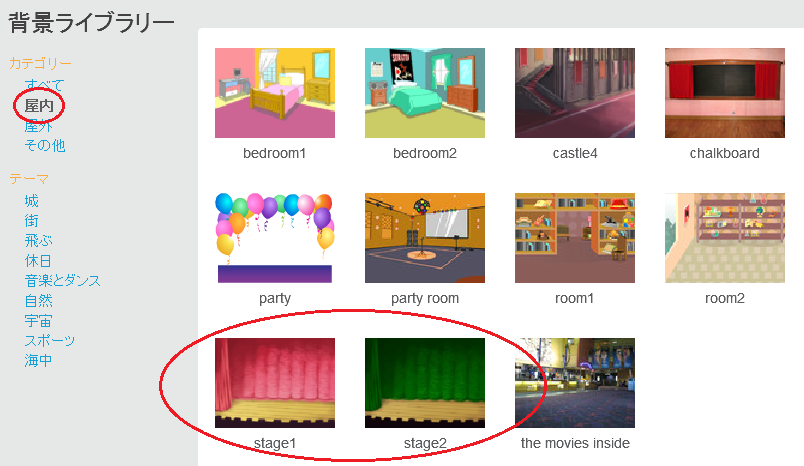 背景ライブラリー
カテゴリー
すべて
屋内
屋外
その他
テーマ
城
街
飛ぶ
休日
音楽とダンス
自然
宇宙
スポーツ
海中
bedroom1
bedroom2
castle4
chalkboard
party
party room
room1
room2
stage1
stage2
the movies inside